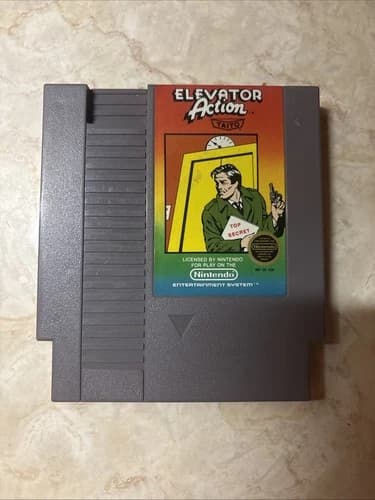 ELEVATOR
Action
TAITO
TOP
SECRET
LICENSED BY NINTENDO
FOR PLAY ON THE
Nintendo
ENTERTAINMENT SYSTEM™